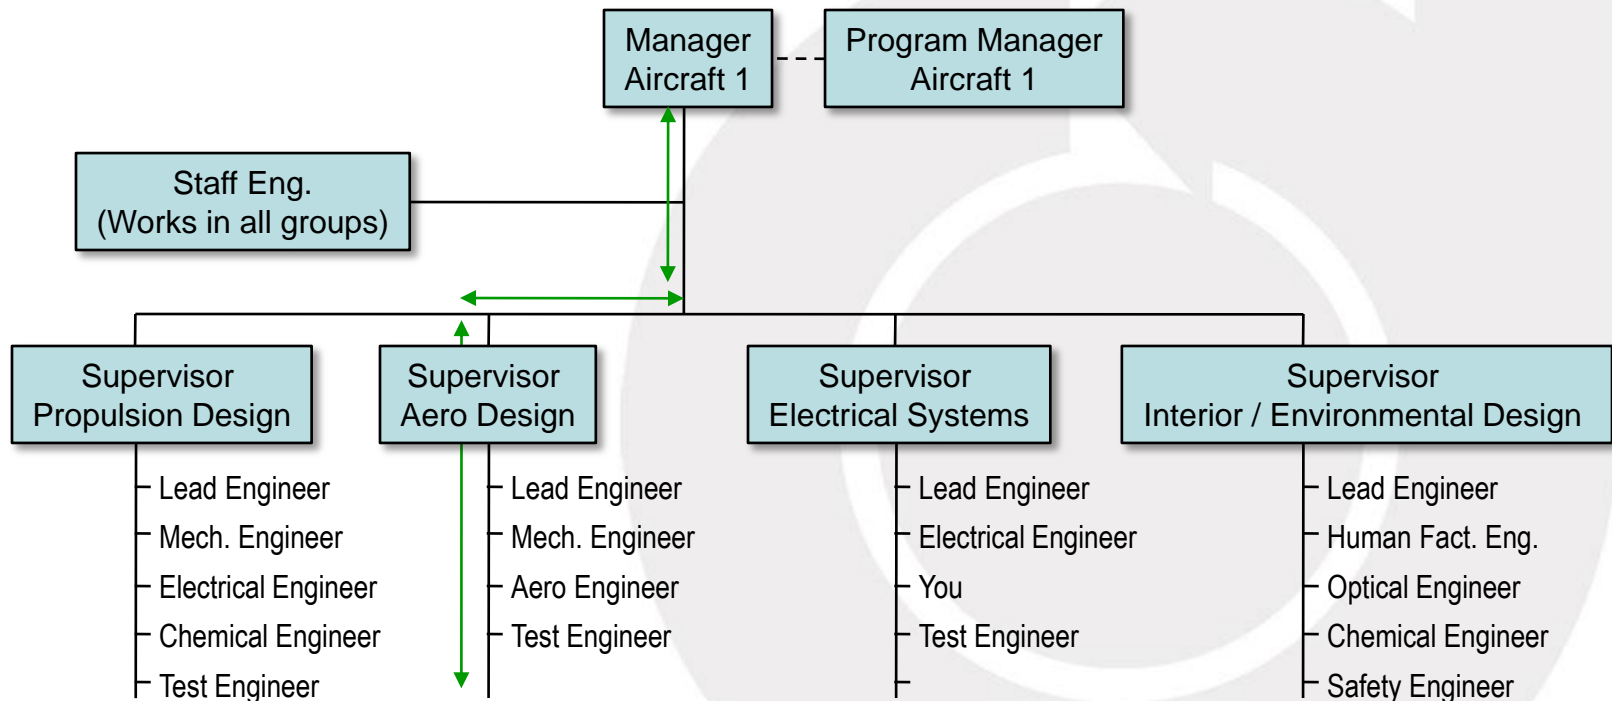 Manager
Aircraft 1
Program Manager
Aircraft 1
Staff Eng.
(Works in all groups)
Supervisor
Propulsion Design
Supervisor
Aero Design
Supervisor
Electrical Systems
Supervisor
Interior / Environmental Design
Lead Engineer
Mech. Engineer
Electrical Engineer
Chemical Engineer
Test Engineer
Lead Engineer
Mech. Engineer
Aero Engineer
Test Engineer
Lead Engineer
Electrical Engineer
You
Test Engineer
Lead Engineer
Human Fact. Eng.
Optical Engineer
Chemical Engineer
Safety Engineer